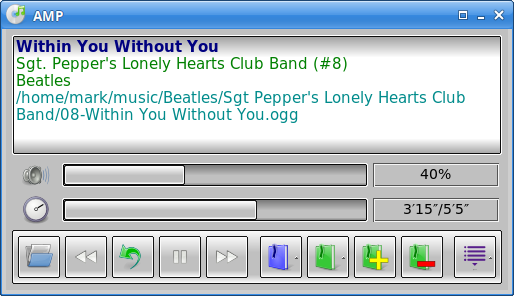 AMP
Within You Without You
Sgt. Pepper's Lonely Hearts Club Band (#8)
Beatles
/home/mark/music/Beatles/Sgt Pepper's Lonely Hearts Club
Band/08-Within You Without You.ogg
40%
3′15″/5′5″